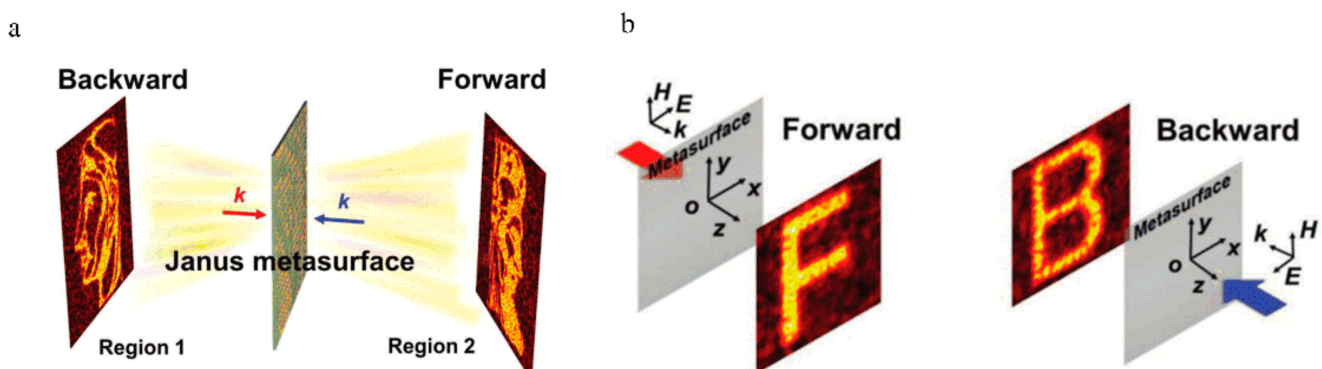 a
Backward
Forward
k
k
Janus metasurface
Region 1
Region 2
b
H
E
k
Metasurface
y
x
o
z
Forward
F
B
Backward
Metasurface
y
x
o
z
k
H
E